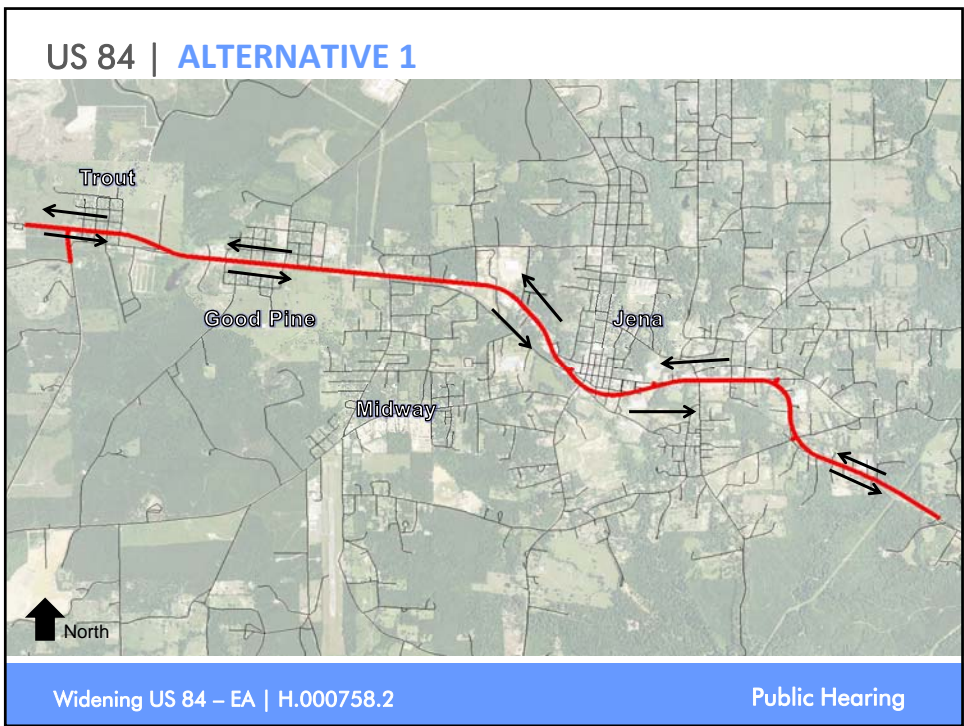 US 84 | ALTERNATIVE 1
Trout
Good Pine
Jena
Midway
North
Widening US 84 – EA | H.000758.2
Public Hearing